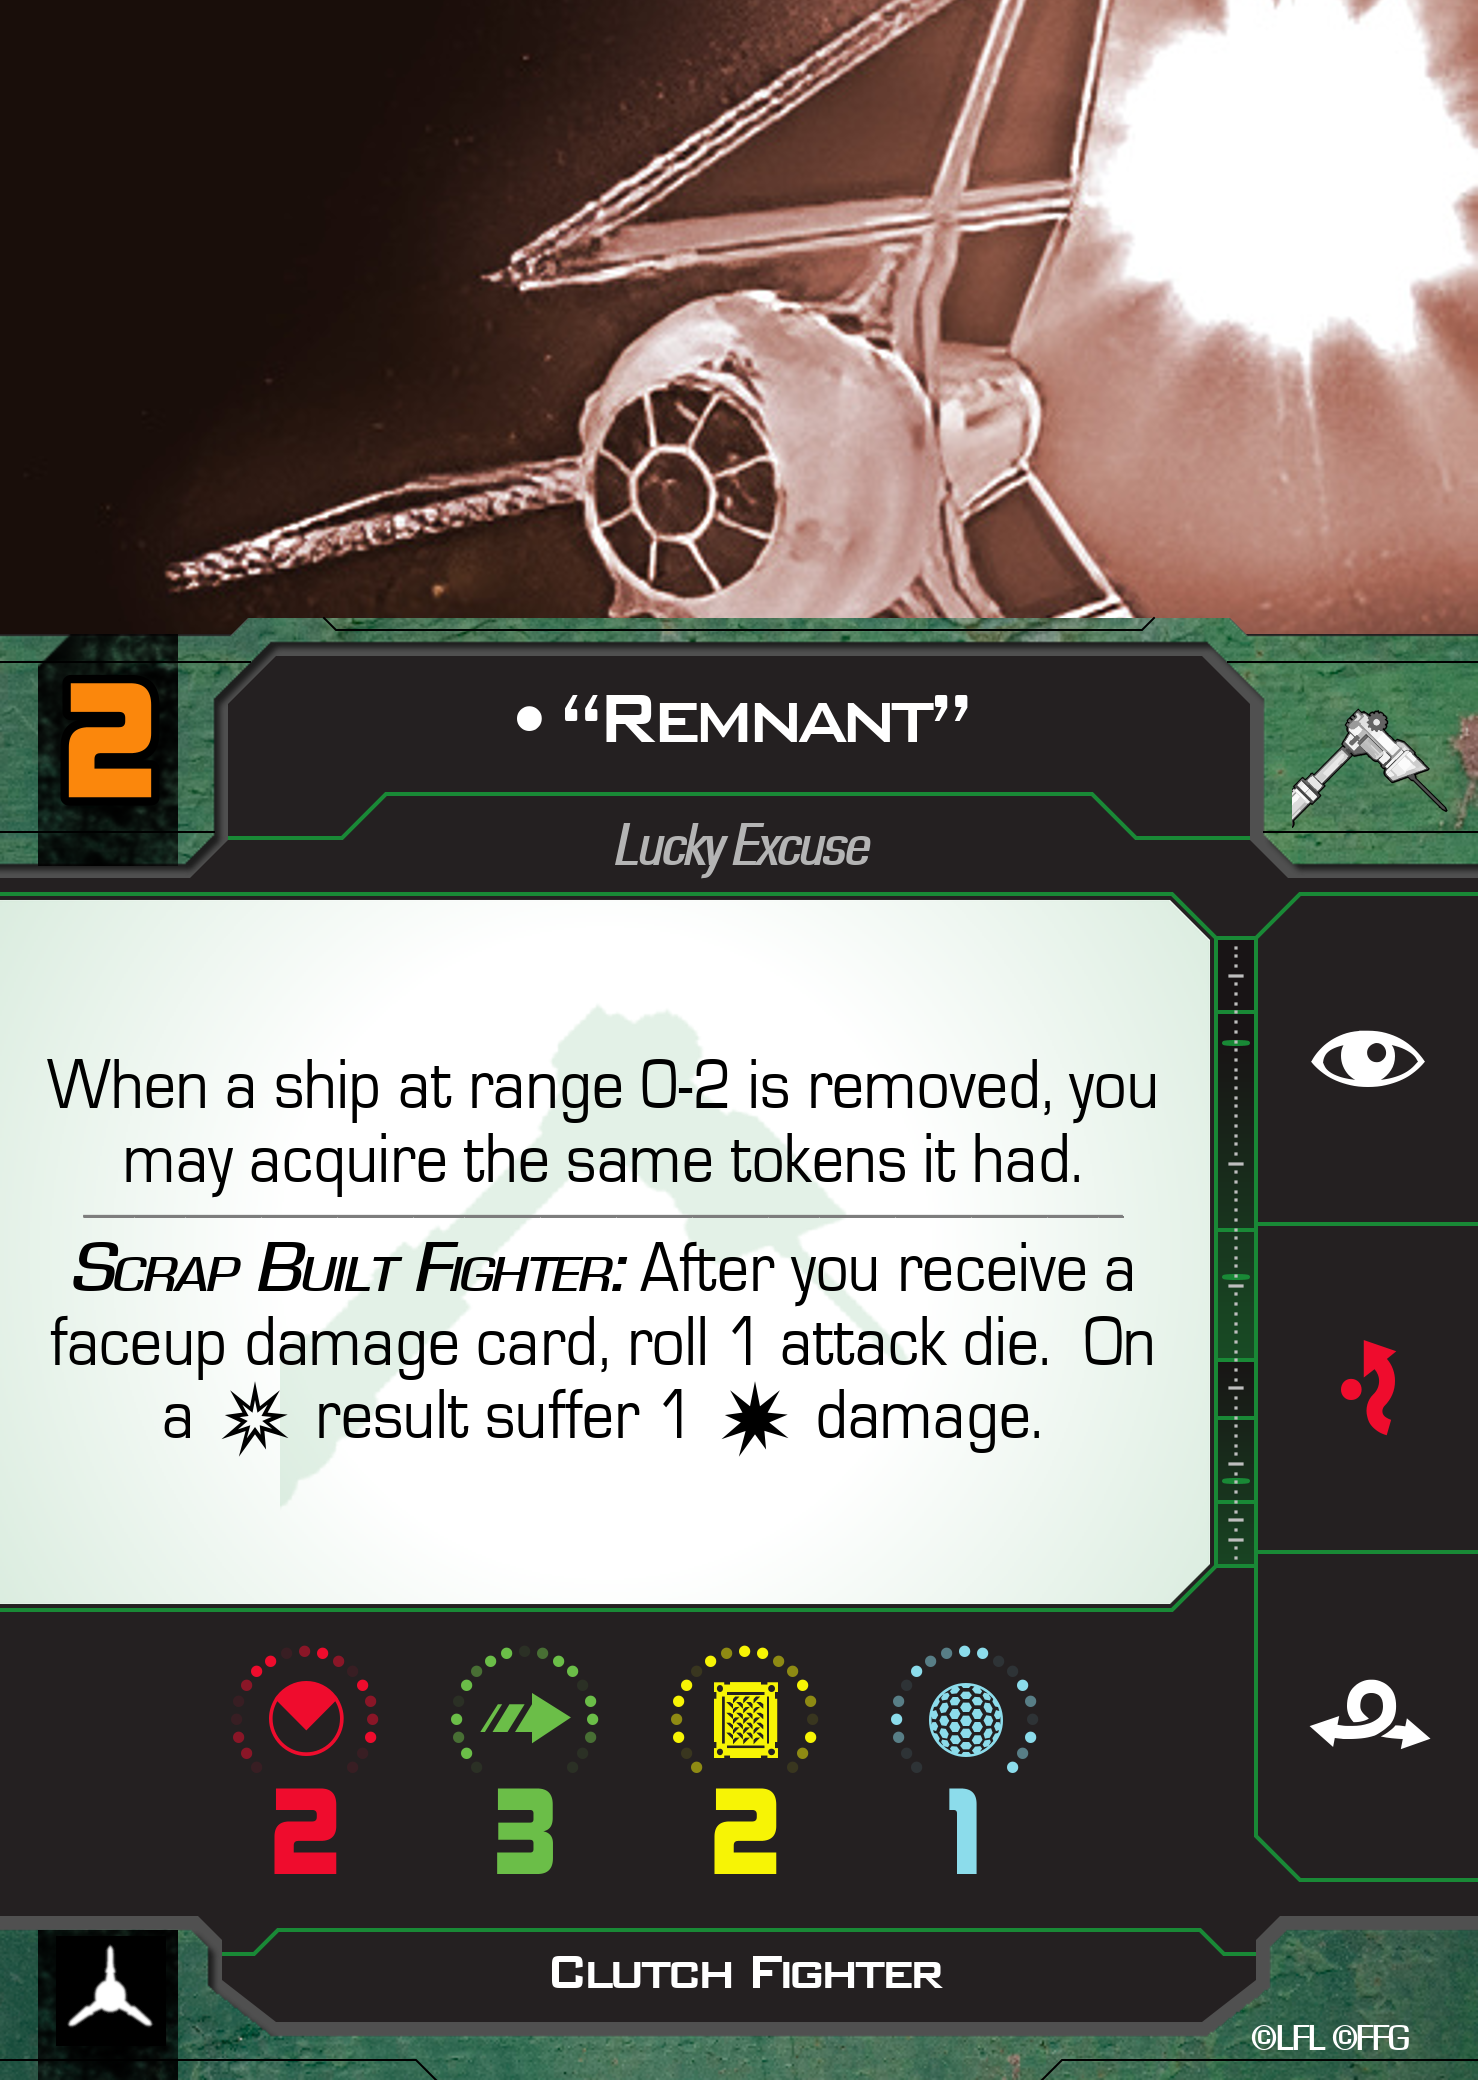 2
• “Remnant”
Lucky Excuse
When a ship at range 0-2 is removed, you
may acquire the same tokens it had.
Scrap Built Fighter: After you receive a
faceup damage card, roll 1 attack die. On
a result suffer 1 damage.
2 3 2 1
Clutch Fighter
©LFL ©FFG